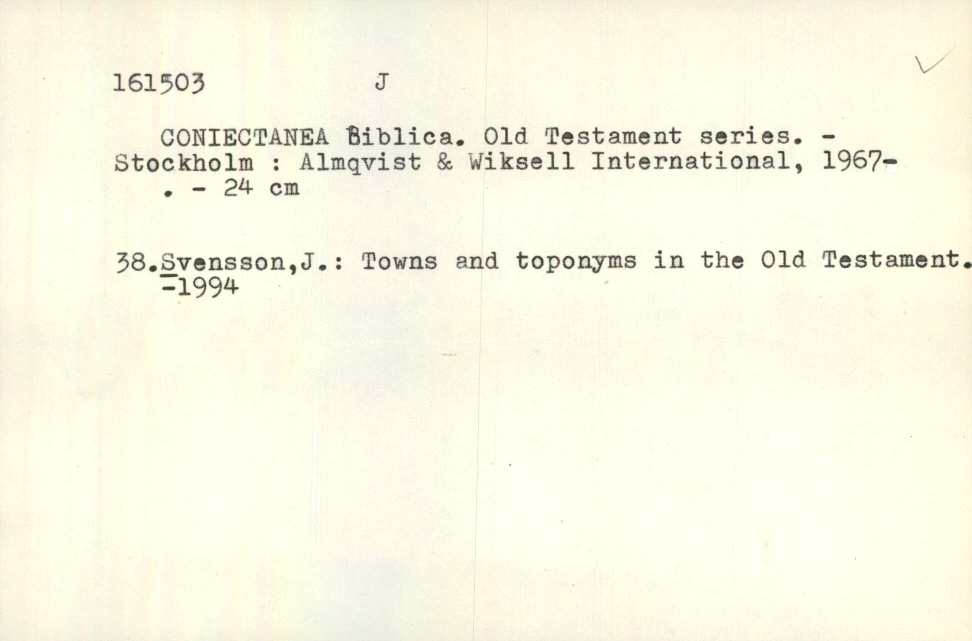 161503 J
CONIECTANEA Biblica. Old Testament series. -
Stockholm : Almqvist & Wiksell International, 1967-
. - 24 cm
38.Svensson,J.: Towns and toponyms in the Old Testament.
-1994